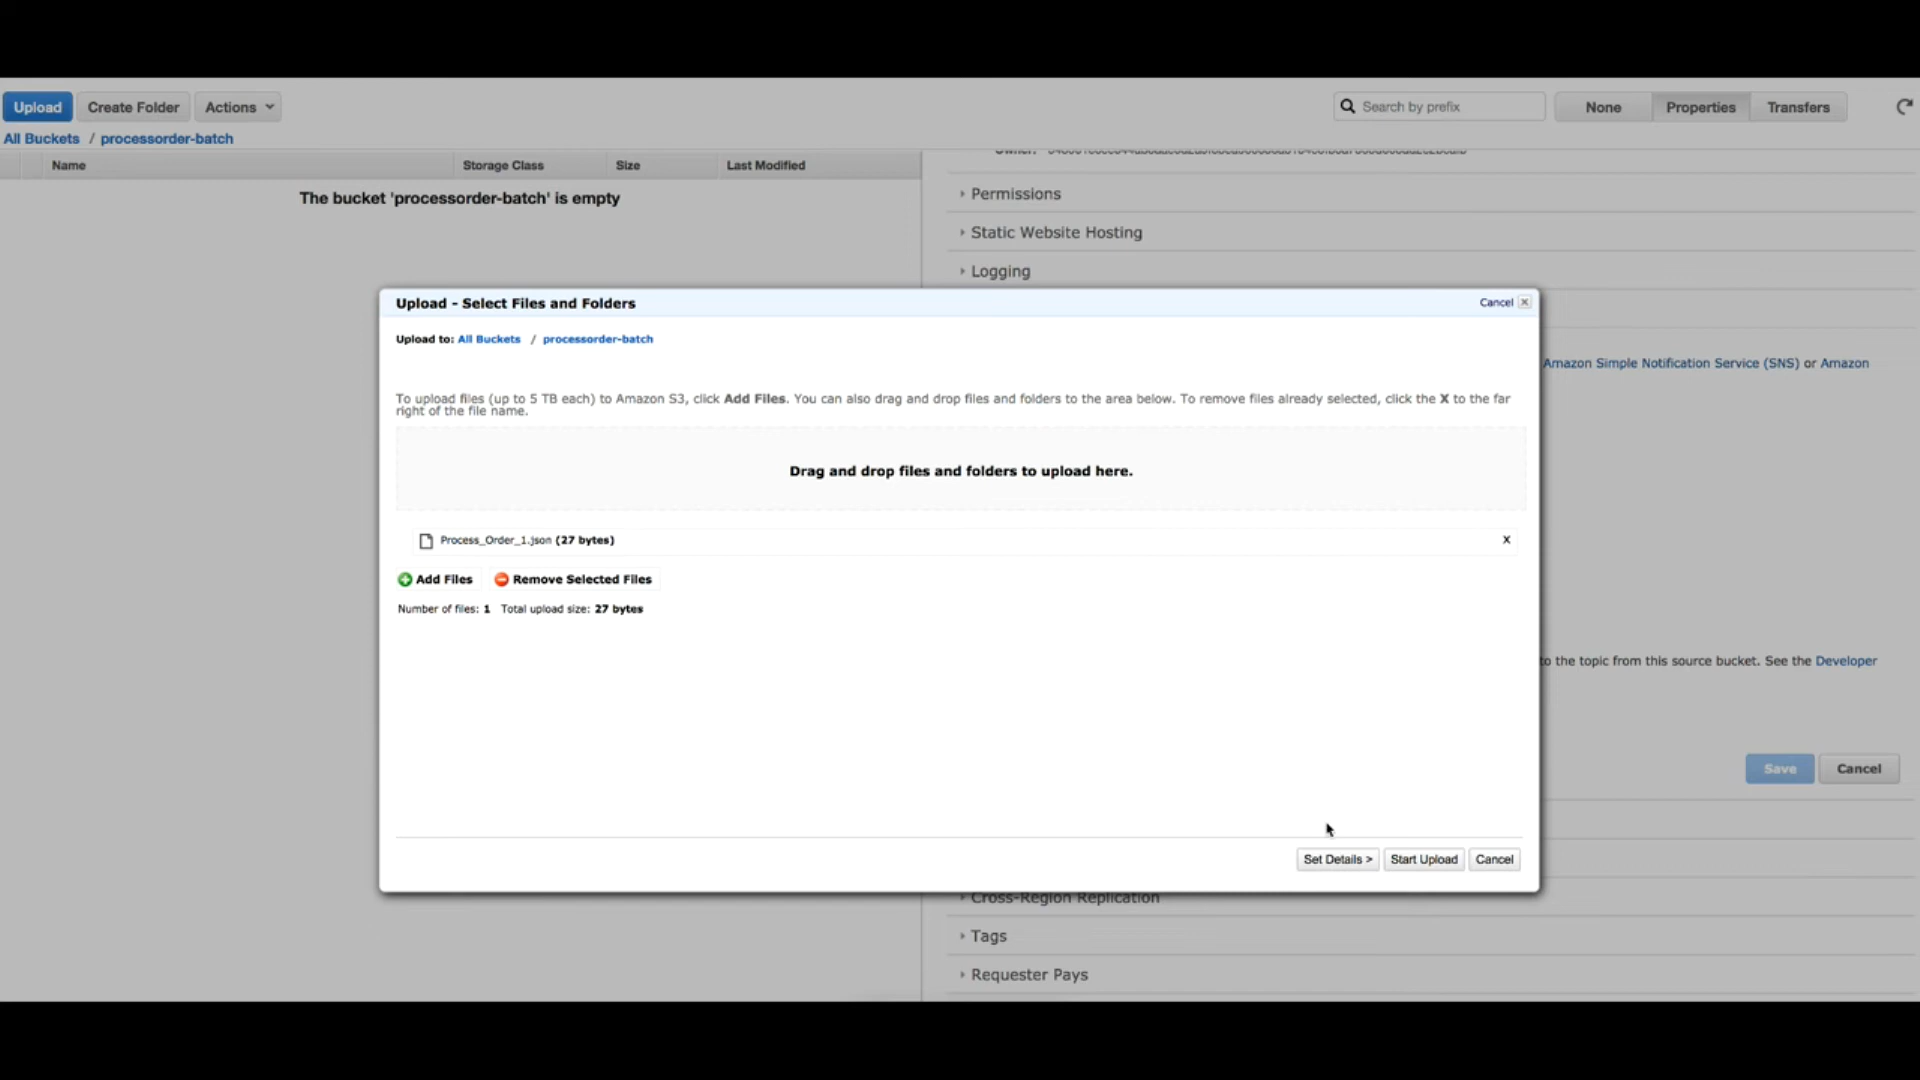 Upload Create Folder Actions Search by prefix None Properties Transfers
All Buckets / processorder-batch
Name Storage Class Size Last Modified
The bucket 'processorder-batch' is empty
Owner:
Permissions
Static Website Hosting
Logging
Upload - Select Files and Folders Cancel
Upload to: All Buckets / processorder-batch
Amazon Simple Notification Service (SNS) or Amazon
To upload files (up to 5 TB each) to Amazon S3, click Add Files. You can also drag and drop files and folders to the area below. To remove files already selected, click the X to the far
right of the file name.
Drag and drop files and folders to upload here.
Process_Order_1.json (27 bytes) x
Add Files Remove Selected Files
Number of files: 1 Total upload size: 27 bytes
to the topic from this source bucket. See the Developer
Save Cancel
Set Details > Start Upload Cancel
Cross-Region Replication
Tags
Requester Pays